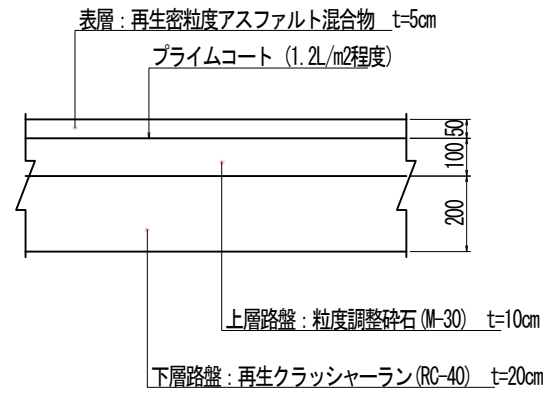 表層：再生密粒度アスファルト混合物 t=5cm
プライムコート (1.2L/m2程度)
50
100
200
上層路盤：粒度調整砕石(M-30) t=10cm
下層路盤：再生クラッシャーラン(RC-40) t=20cm